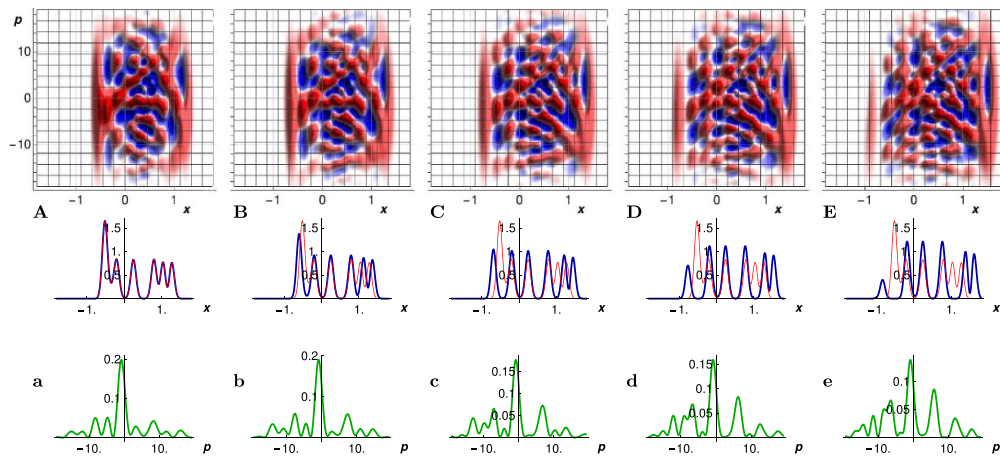 p
10
0
−10
−1 0 1 x
−1 0 1 x
−1 0 1 x
−1 0 1 x
−1 0 1 x
A B C D E
1.5 1.5 1.5 1.5 1.5
1. 1. 1. 1. 1.
0.5 0.5 0.5 0.5 0.5
−1. 1. x
−1. 1. x
−1. 1. x
−1. 1. x
−1. 1. x
a b c d e
0.2 0.1
0.2 0.1
0.15 0.1 0.05
0.15 0.1 0.05
0.1 0.05
−10. 10. p
−10. 10. p
−10. 10. p
−10. 10. p
−10. 10. p